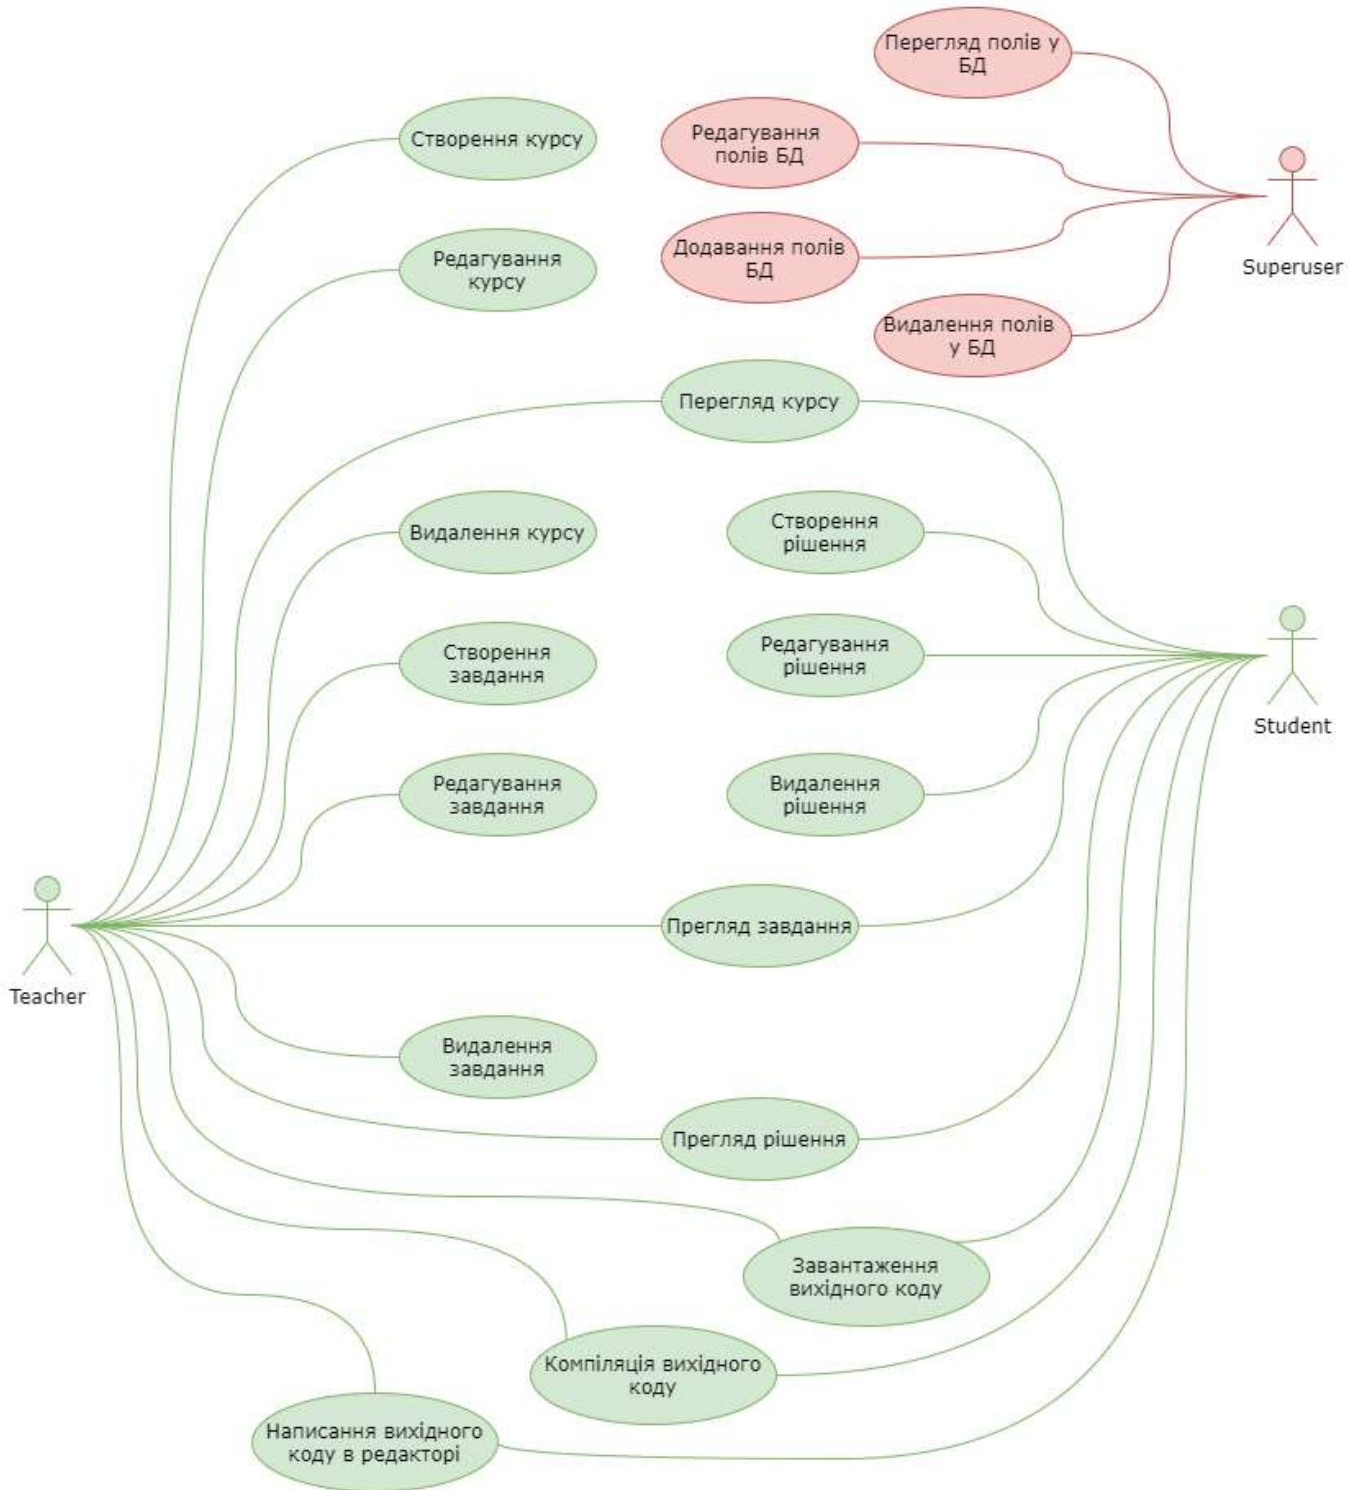 Перегляд полів у
БД
Створення курсу
Редагування
полів БД
Редагування
курсу
Додавання полів
БД
Superuser
Видалення полів
у БД
Перегляд курсу
Видалення курсу
Створення
рішення
Створення
завдання
Редагування
рішення
Student
Редагування
завдання
Видалення
рішення
Прегляд завдання
Teacher
Видалення
завдання
Прегляд рішення
Завантаження
вихідного коду
Компіляція вихідного
коду
Написання вихідного
коду в редакторі